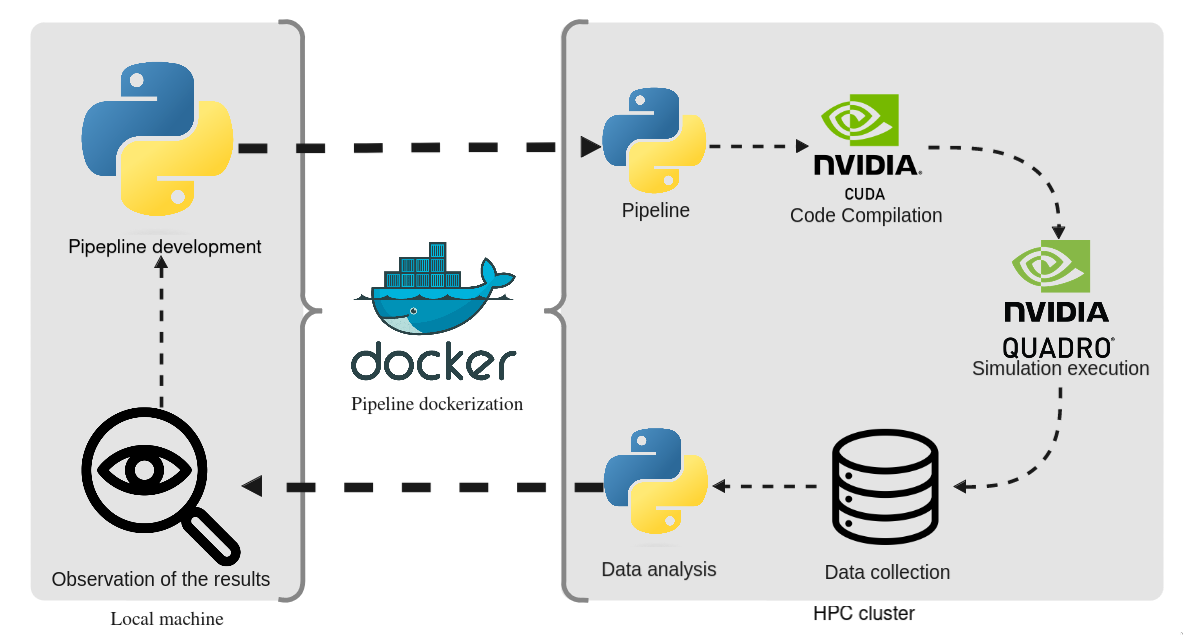 Pipepline development
Observation of the results
Local machine
docker
Pipeline dockerization
Pipeline
NVIDIA.
CUDA
Code Compilation
NVIDIA
QUADRO®
Simulation execution
Data collection
Data analysis
HPC cluster